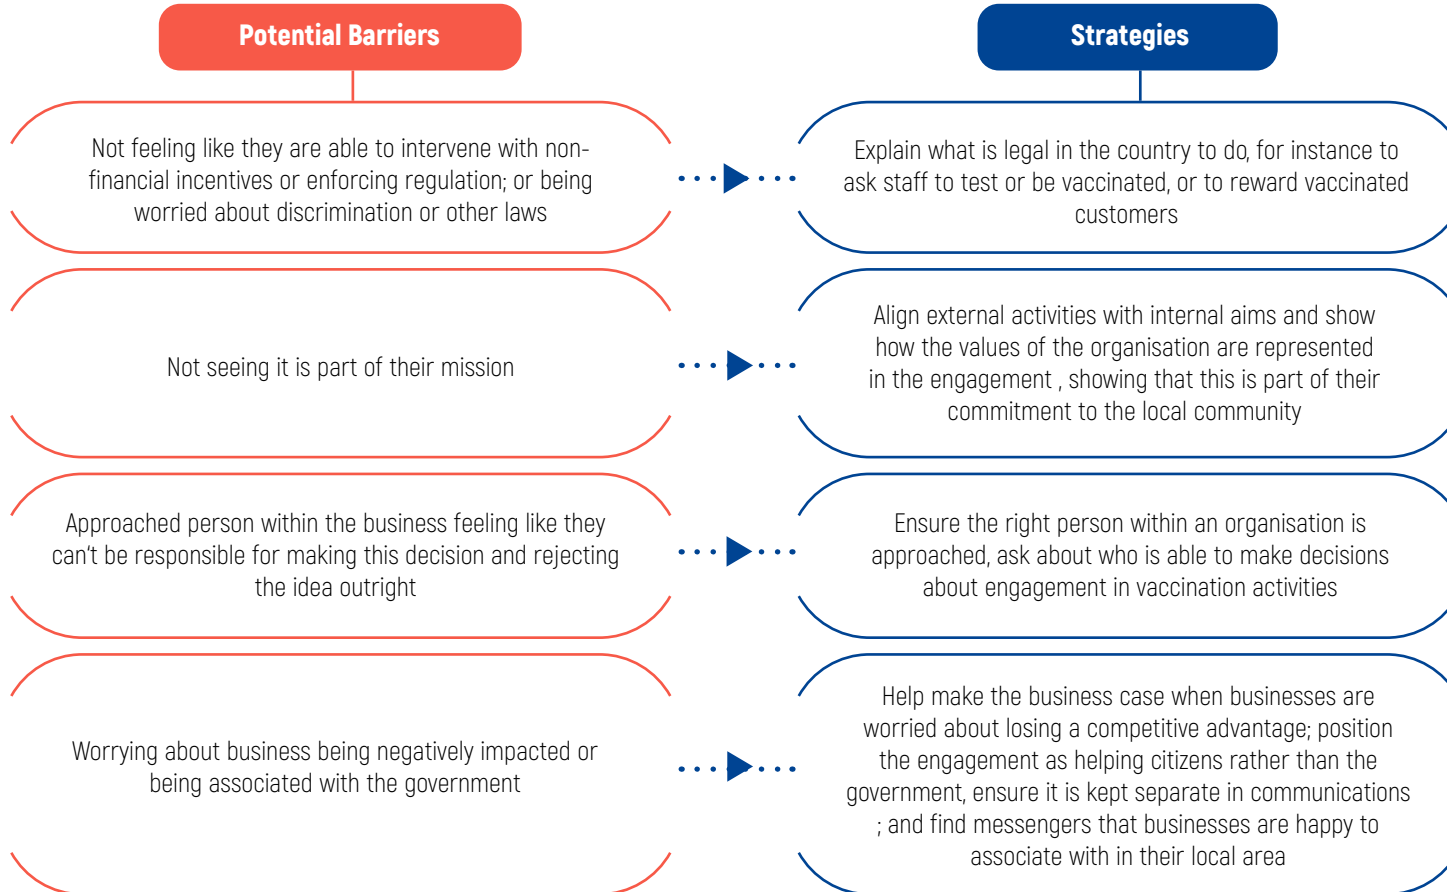 Potential Barriers
Strategies
Not feeling like they are able to intervene with non-
financial incentives or enforcing regulation; or being
worried about discrimination or other laws
Explain what is legal in the country to do, for instance to
ask staff to test or be vaccinated, or to reward vaccinated
customers
Not seeing it is part of their mission
Align external activities with internal aims and show
how the values of the organisation are represented
in the engagement , showing that this is part of their
commitment to the local community
Approached person within the business feeling like they
can't be responsible for making this decision and rejecting
the idea outright
Ensure the right person within an organisation is
approached, ask about who is able to make decisions
about engagement in vaccination activities
Worrying about business being negatively impacted or
being associated with the government
Help make the business case when businesses are
worried about losing a competitive advantage; position
the engagement as helping citizens rather than the
government, ensure it is kept separate in communications
; and find messengers that businesses are happy to
associate with in their local area